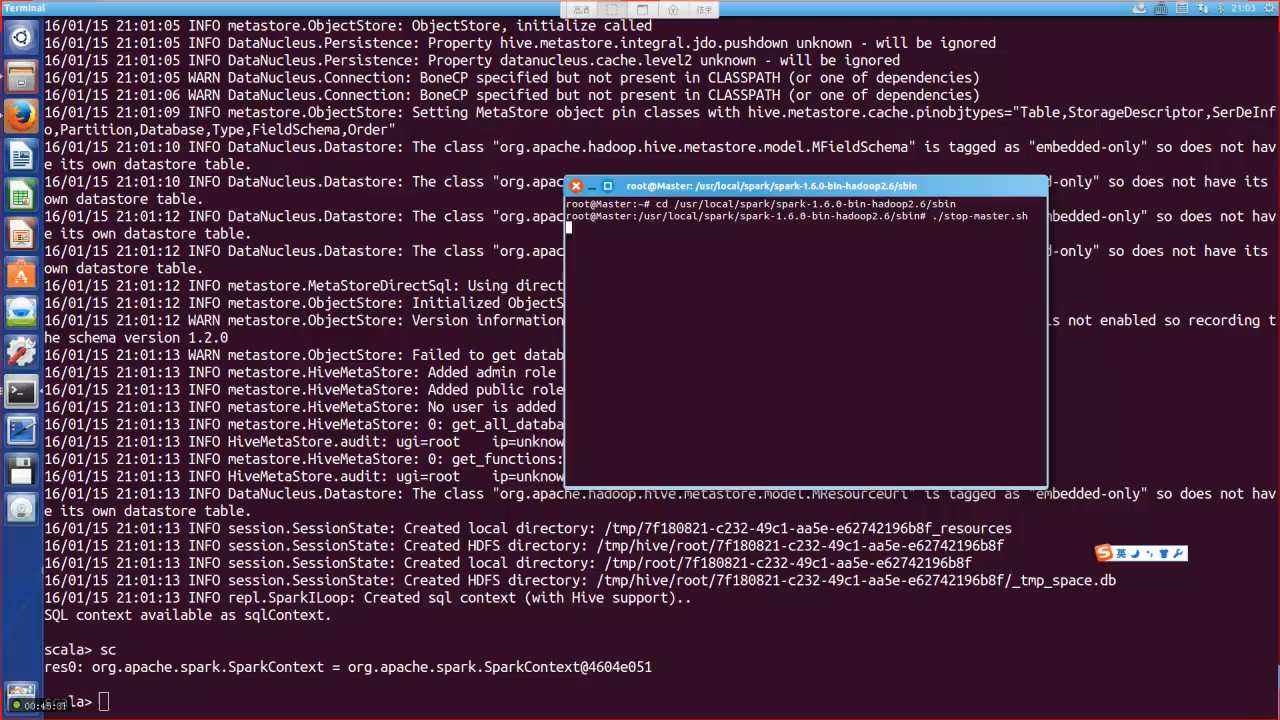 Terminal
高清
结束
21:03
16/01/15 21:01:05 INFO metastore.ObjectStore: ObjectStore, initialize called
16/01/15 21:01:05 INFO DataNucleus.Persistence: Property hive.metastore.integral.jdo.pushdown unknown - will be ignored
16/01/15 21:01:05 INFO DataNucleus.Persistence: Property datanucleus.cache.level2 unknown - will be ignored
16/01/15 21:01:05 WARN DataNucleus.Connection: BoneCP specified but not present in CLASSPATH (or one of dependencies)
16/01/15 21:01:06 WARN DataNucleus.Connection: BoneCP specified but not present in CLASSPATH (or one of dependencies)
16/01/15 21:01:09 INFO metastore.ObjectStore: Setting MetaStore object pin classes with hive.metastore.cache.pinobjtypes="Table,StorageDescriptor,SerDeInf
o,Partition,Database,Type,FieldSchema,Order"
16/01/15 21:01:10 INFO DataNucleus.Datastore: The class "org.apache.hadoop.hive.metastore.model.MFieldSchema" is tagged as "embedded-only" so does not hav
e its own datastore table.
16/01/15 21:01:10 INFO DataNucleus.Datastore: The class "org.apac nly" so does not have its
own datastore table.
16/01/15 21:01:12 INFO DataNucleus.Datastore: The class "org.apac ed-only" so does not hav
e its own datastore table.
16/01/15 21:01:12 INFO DataNucleus.Datastore: The class "org.apac d-only" so does not have its
own datastore table.
16/01/15 21:01:12 INFO metastore.MetaStoreDirectSql: Using direct
16/01/15 21:01:12 INFO metastore.ObjectStore: Initialized ObjectS
16/01/15 21:01:12 WARN metastore.ObjectStore: Version information is not enabled so recording t
he schema version 1.2.0
16/01/15 21:01:13 WARN metastore.ObjectStore: Failed to get datab
16/01/15 21:01:13 INFO metastore.HiveMetaStore: Added admin role
16/01/15 21:01:13 INFO metastore.HiveMetaStore: Added public role
16/01/15 21:01:13 INFO metastore.HiveMetaStore: No user is added
16/01/15 21:01:13 INFO metastore.HiveMetaStore: 0: get_all_databa
16/01/15 21:01:13 INFO HiveMetaStore.audit: ugi=root ip=unknow
16/01/15 21:01:13 INFO metastore.HiveMetaStore: 0: get_functions:
16/01/15 21:01:13 INFO HiveMetaStore.audit: ugi=root ip=unknow
16/01/15 21:01:13 INFO DataNucleus.Datastore: The class "org.apache.hadoop.hive.metastore.model.MResourceUri" is tagged as "embedded-only" so does not hav
e its own datastore table.
16/01/15 21:01:13 INFO session.SessionState: Created local directory: /tmp/7f180821-c232-49c1-aa5e-e62742196b8f_resources
16/01/15 21:01:13 INFO session.SessionState: Created HDFS directory: /tmp/hive/root/7f180821-c232-49c1-aa5e-e62742196b8f
16/01/15 21:01:13 INFO session.SessionState: Created local directory: /tmp/root/7f180821-c232-49c1-aa5e-e62742196b8f
16/01/15 21:01:13 INFO session.SessionState: Created HDFS directory: /tmp/hive/root/7f180821-c232-49c1-aa5e-e62742196b8f/_tmp_space.db
16/01/15 21:01:13 INFO repl.SparkILoop: Created sql context (with Hive support)..
SQL context available as sqlContext.
scala> sc
res0: org.apache.spark.SparkContext = org.apache.spark.SparkContext@4604e051
scala>
root@Master: /usr/local/spark/spark-1.6.0-bin-hadoop2.6/sbin
root@Master:~# cd /usr/local/spark/spark-1.6.0-bin-hadoop2.6/sbin
root@Master:/usr/local/spark/spark-1.6.0-bin-hadoop2.6/sbin# ./stop-master.sh
英